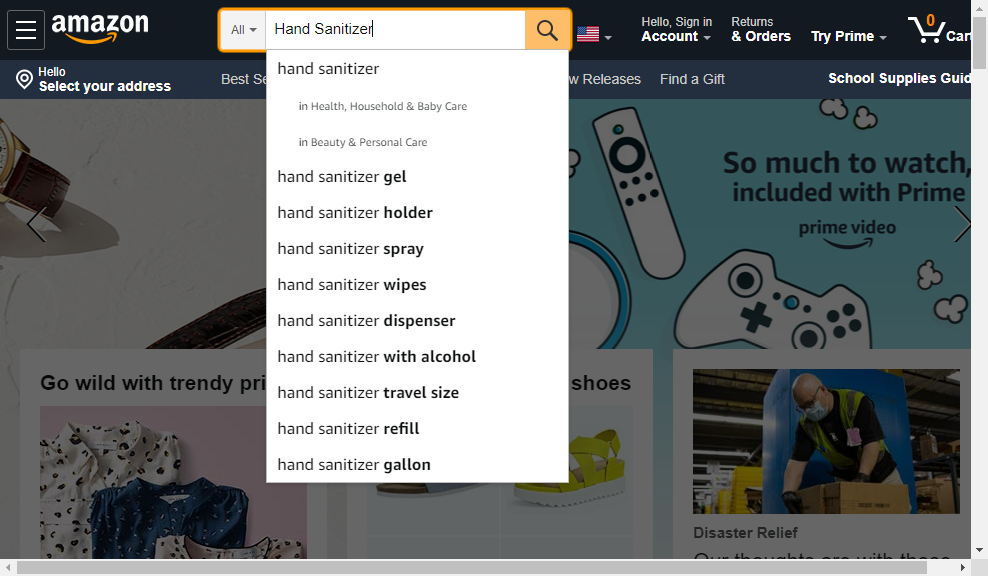 amazon
All
Hand Sanitizer
Hello, Sign in
Account
Returns
& Orders
Try Prime
0
Cart
Hello
Select your address
Best Se
w Releases
Find a Gift
School Supplies Guid
hand sanitizer
in Health, Household & Baby Care
in Beauty & Personal Care
hand sanitizer gel
hand sanitizer holder
hand sanitizer spray
hand sanitizer wipes
hand sanitizer dispenser
hand sanitizer with alcohol
hand sanitizer travel size
hand sanitizer refill
hand sanitizer gallon
So much to watch,
included with Prime
prime video
Go wild with trendy pri
shoes
Disaster Relief
Our thoughts are with those